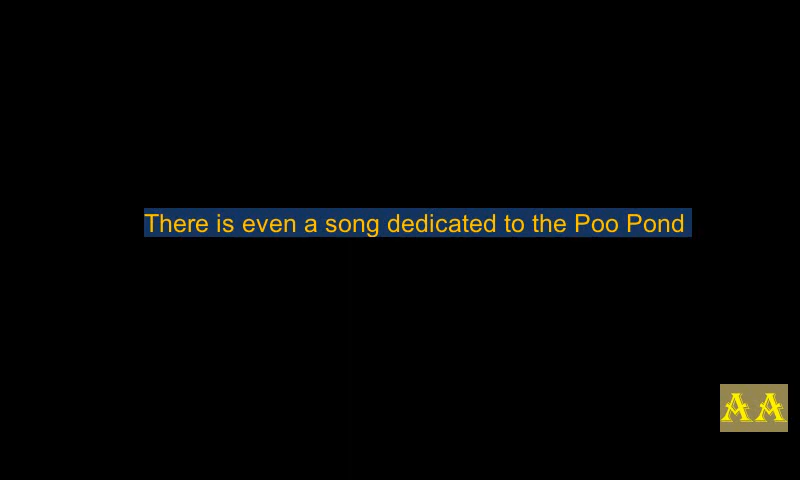 There is even a song dedicated to the Poo Pond
AA